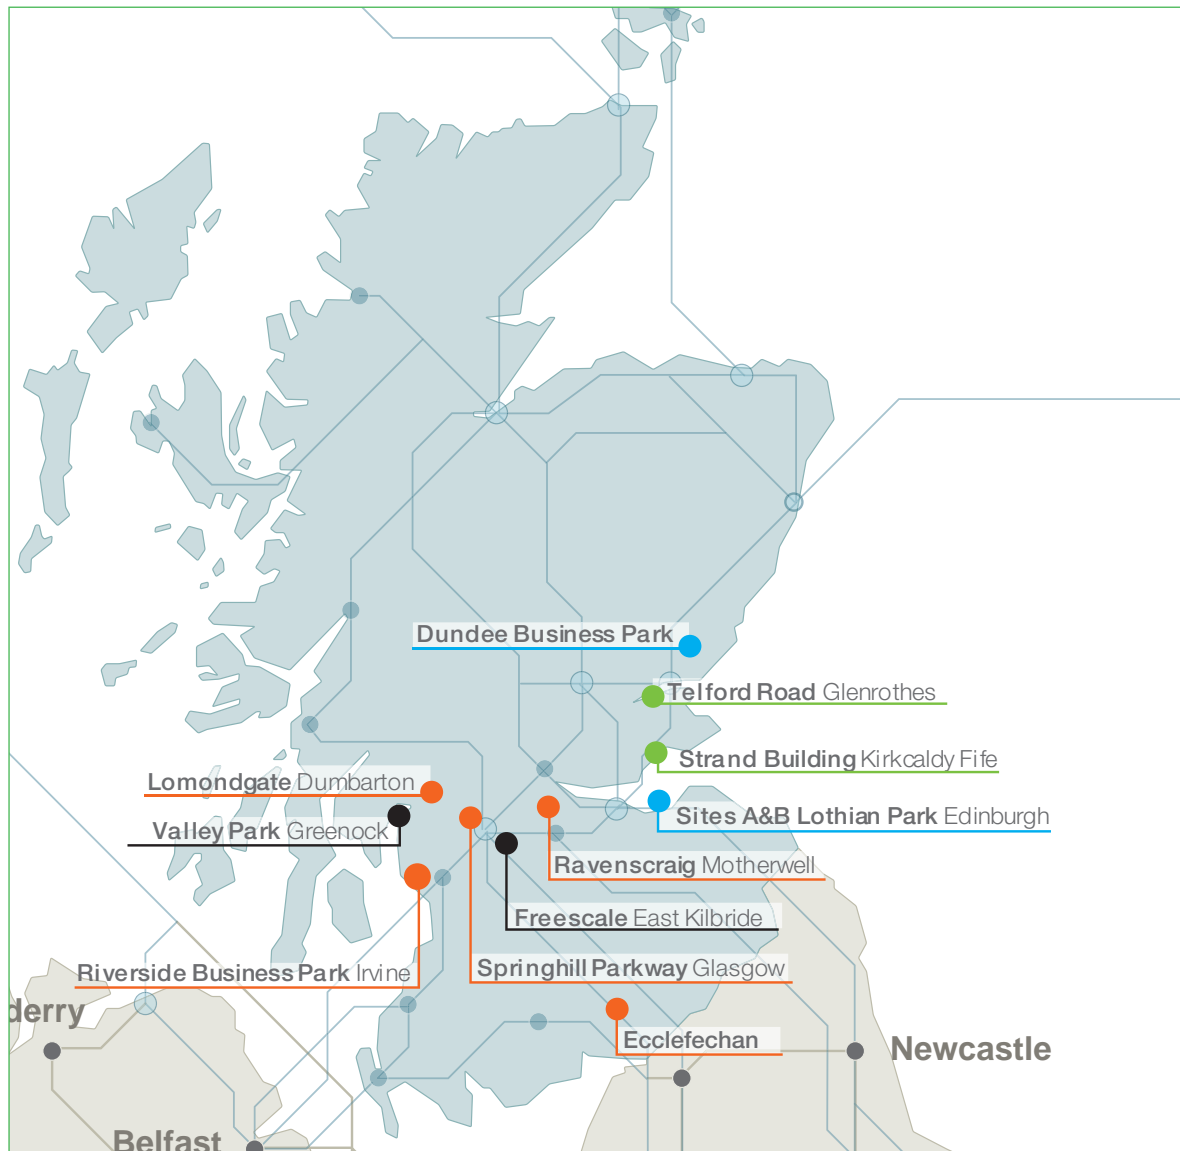 Dundee Business Park
Telford Road Glenrothes
Strand Building Kirkcaldy Fife
Lomondgate Dumbarton
Sites A&B Lothian Park Edinburgh
Valley Park Greenock
Ravenscraig Motherwell
Freescale East Kilbride
Riverside Business Park Irvine
Springhill Parkway Glasgow
derry
Ecclefechan
Newcastle
Belfast